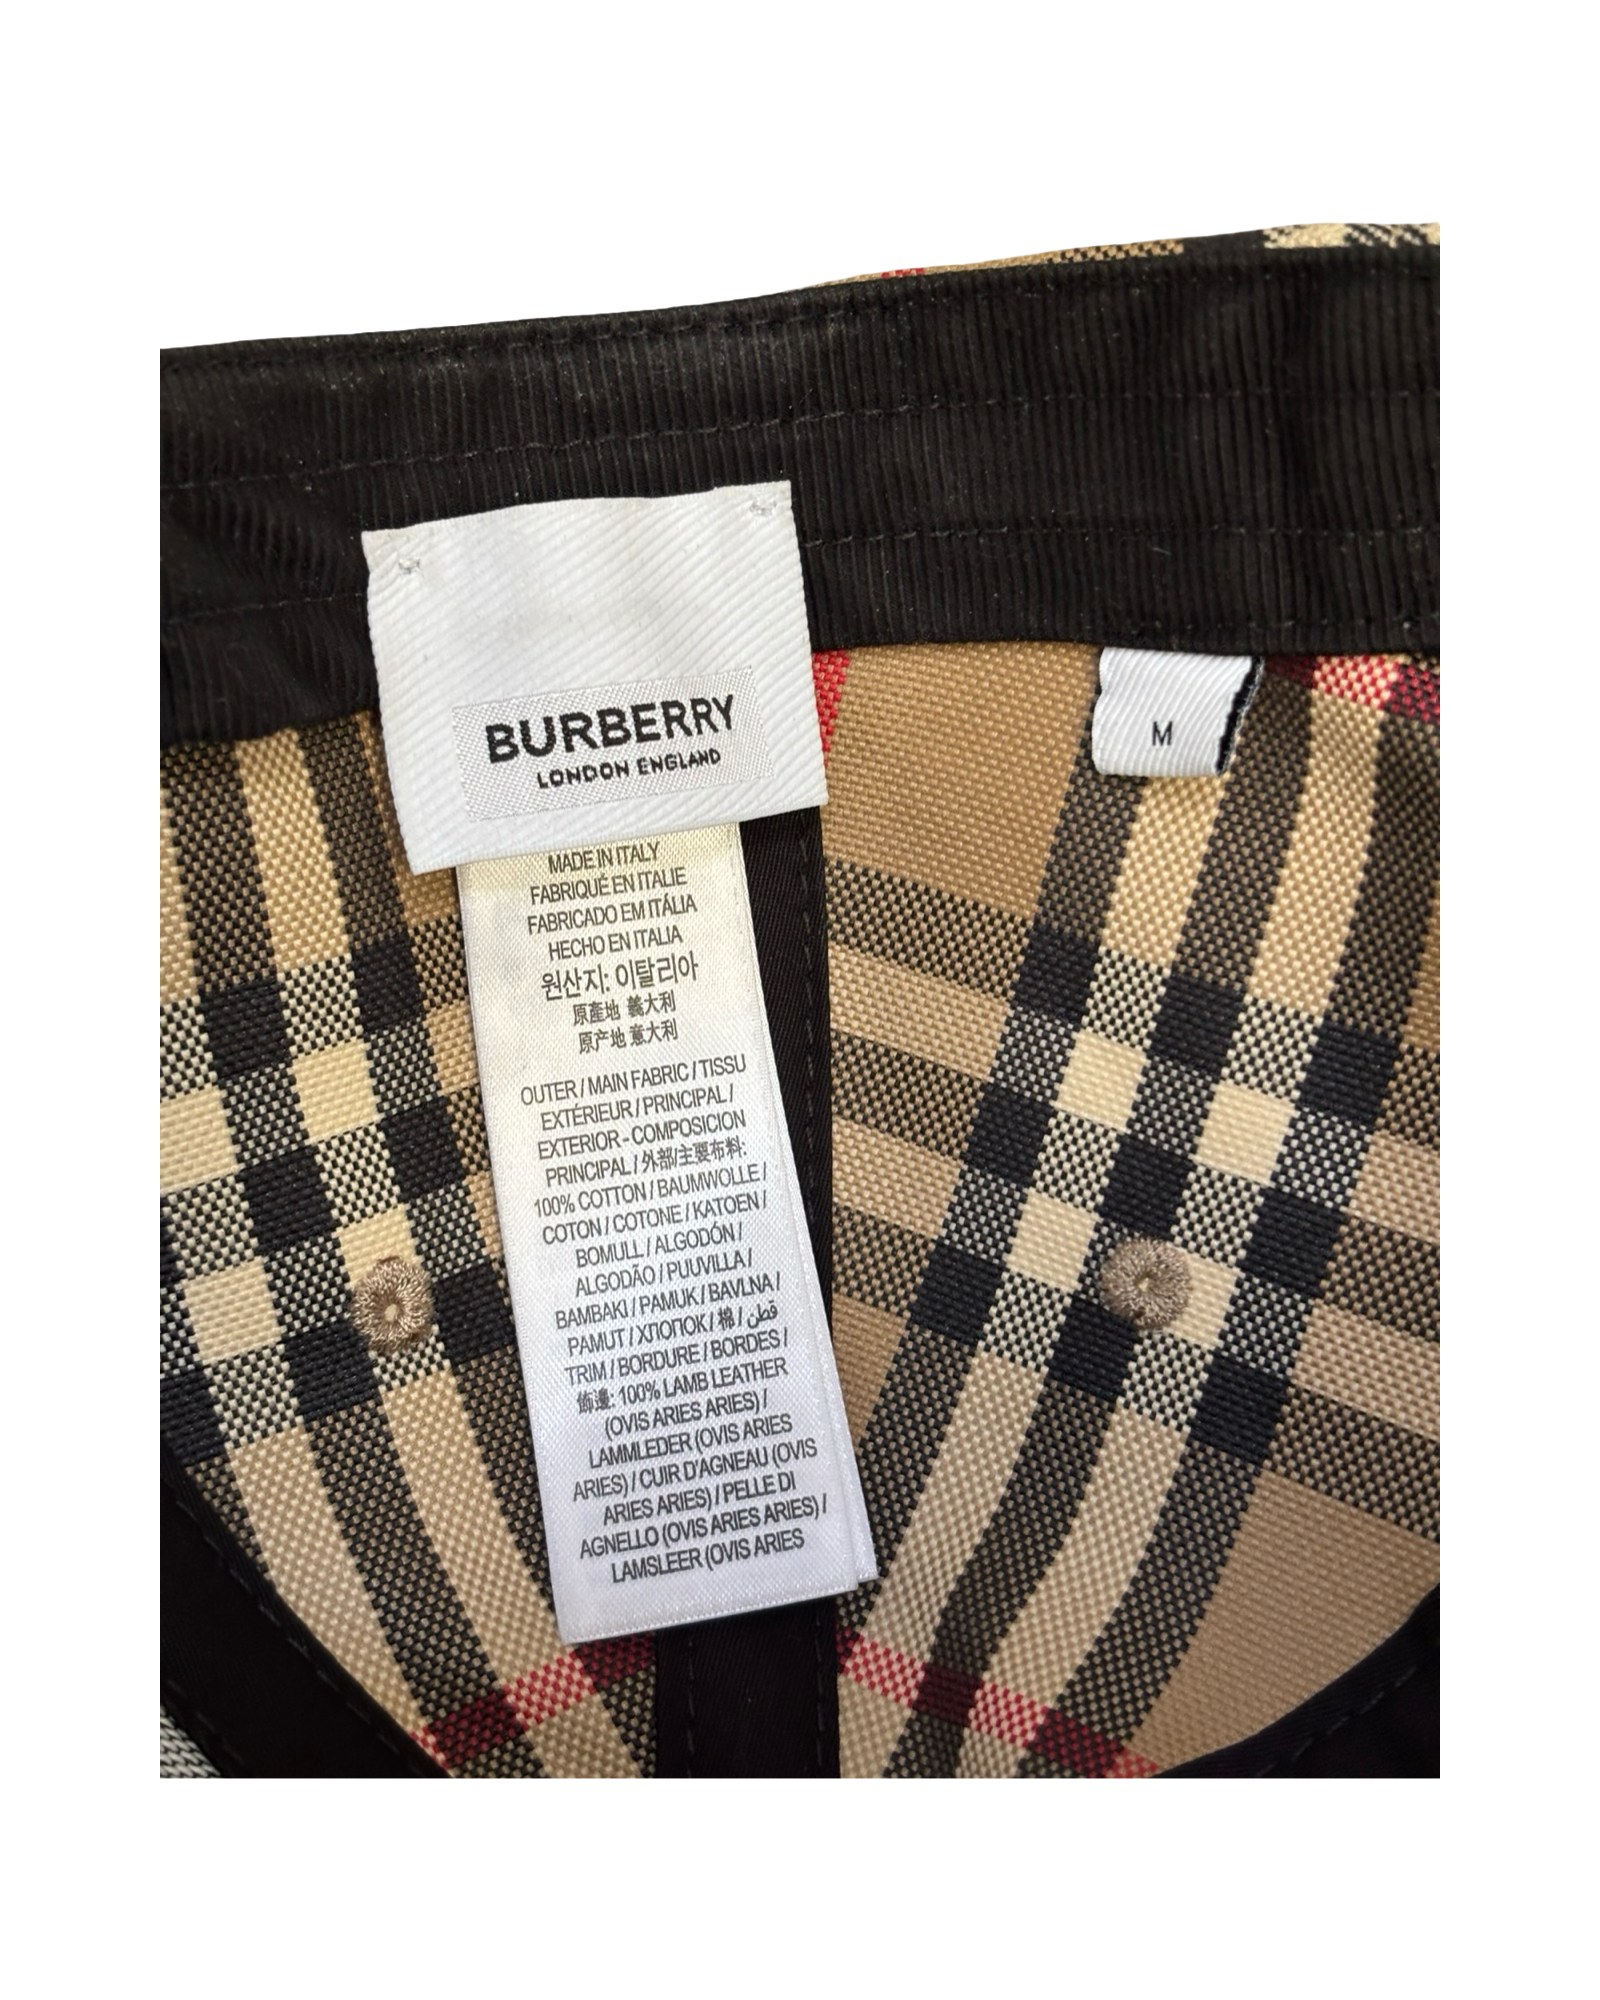 BURBERRY
LONDON ENGLAND
M
MADE IN ITALY
FABRIQUÉ EN ITALIE
FABRICADO EM ITÁLIA
HECHO EN ITALIA
원산지: 이탈리아
原產地 義大利
原产地 意大利
OUTER / MAIN FABRIC / TISSU
EXTÉRIEUR / PRINCIPAL /
EXTERIOR - COMPOSICION
PRINCIPAL / 外部/主要布料:
100% COTTON / BAUMWOLLE /
COTON / COTONE / KATOEN /
BOMULL / ALGODÓN /
ALGODÃO / PUUVILLA /
BAMBAKI / PAMUK / BAVLNA /
PAMUT / ХЛОПОК / 棉 / قطن /
TRIM / BORDURE / BORDES /
飾邊: 100% LAMB LEATHER
(OVIS ARIES ARIES) /
LAMMLEDER (OVIS ARIES
ARIES) / CUIR D'AGNEAU (OVIS
ARIES ARIES) / PELLE DI
AGNELLO (OVIS ARIES ARIES) /
LAMSLEER (OVIS ARIES